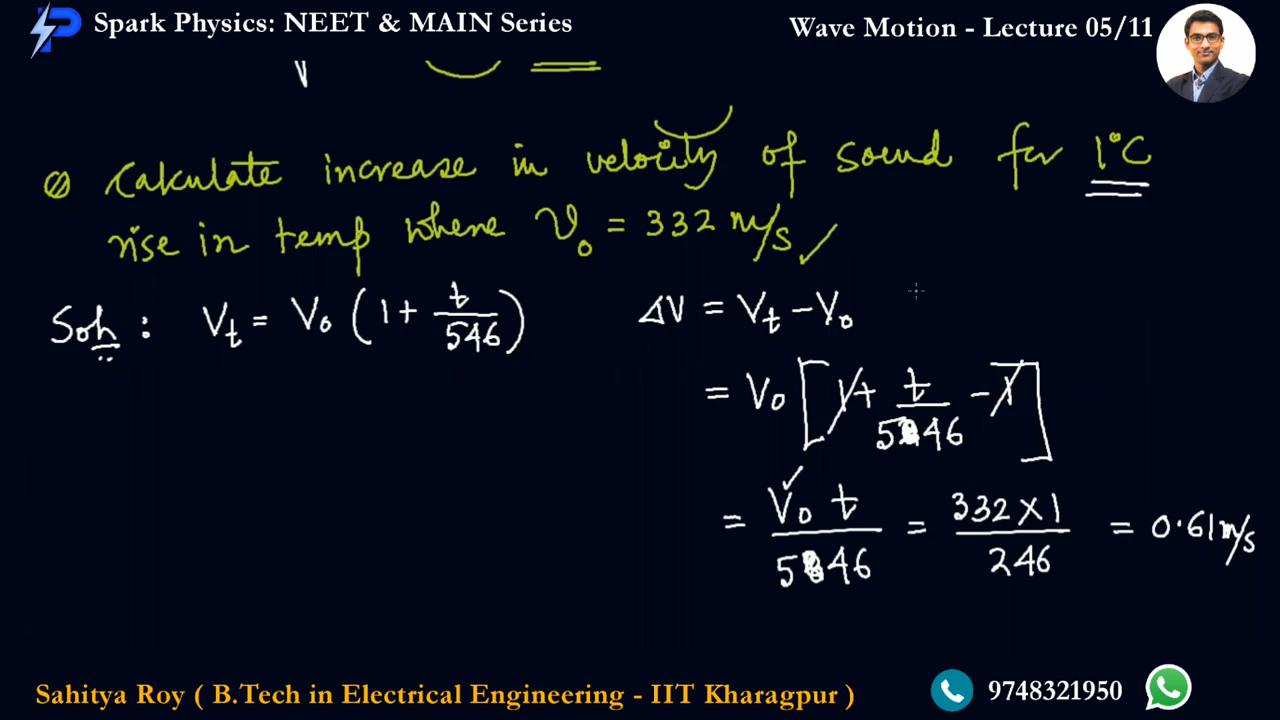 Spark Physics: NEET & MAIN Series
Wave Motion - Lecture 05/11
Calculate increase in velocity of sound for 1°C
rise in temp where V₀ = 332 m/s ✓
Soln : Vₜ = V₀ (1 + t/546)
ΔV = Vₜ - V₀
= V₀ [1 + t/546 - 1]
= V₀ t/546 = 332 × 1/246 = 0.61 m/s
Sahitya Roy ( B.Tech in Electrical Engineering - IIT Kharagpur )
9748321950